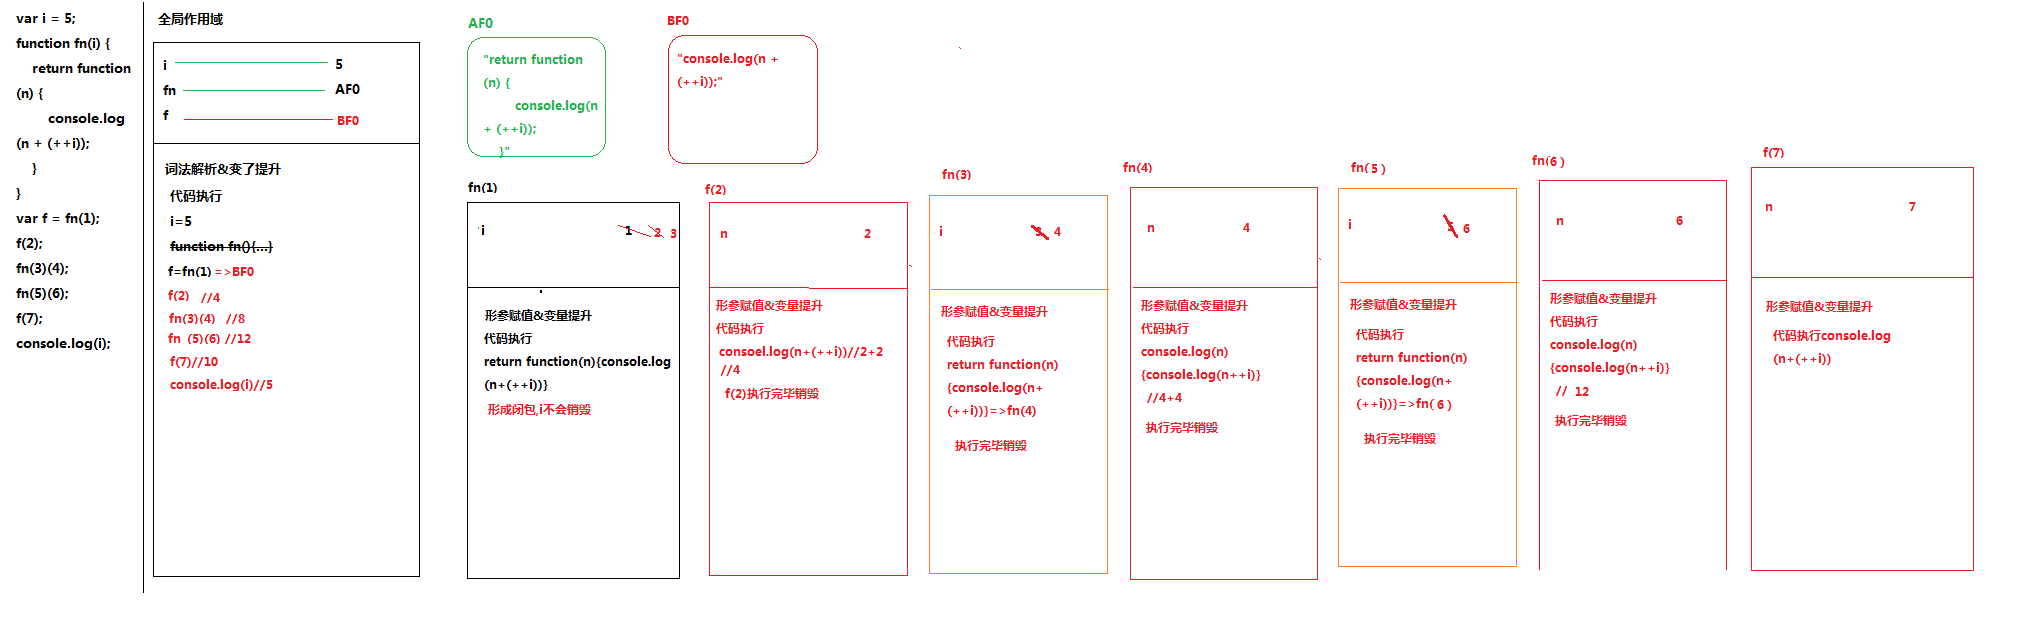 var i = 5;
function fn(i) {
return function
(n) {
console.log
(n + (++i));
}
}
var f = fn(1);
f(2);
fn(3)(4);
fn(5)(6);
f(7);
console.log(i);
全局作用域
i 5
fn AF0
f BF0
词法解析&变了提升
代码执行
i=5
function fn(){...}
f=fn(1) =>BF0
f(2) //4
fn(3)(4) //8
fn (5)(6) //12
f(7)//10
console.log(i)//5
AF0
"return function
(n) {
console.log(n
+ (++i));
}"
BF0
"console.log(n +
(++i));"
fn(1)
i 1 2 3
形参赋值&变量提升
代码执行
return function(n){console.log
(n+(++i))}
形成闭包,i不会销毁
f(2)
n 2
形参赋值&变量提升
代码执行
consoel.log(n+(++i))//2+2
//4
f(2)执行完毕销毁
fn(3)
i 3 4
形参赋值&变量提升
代码执行
return function(n)
{console.log(n+
(++i))}=>fn(4)
执行完毕销毁
fn(4)
n 4
形参赋值&变量提升
代码执行
console.log(n)
{console.log(n++i)}
//4+4
执行完毕销毁
fn( 5 )
i 5 6
形参赋值&变量提升
代码执行
return function(n)
{console.log(n+
(++i))}=>fn( 6 )
执行完毕销毁
fn(6 )
n 6
形参赋值&变量提升
代码执行
console.log(n)
{console.log(n++i)}
// 12
执行完毕销毁
f(7)
n 7
形参赋值&变量提升
代码执行console.log
(n+(++i))